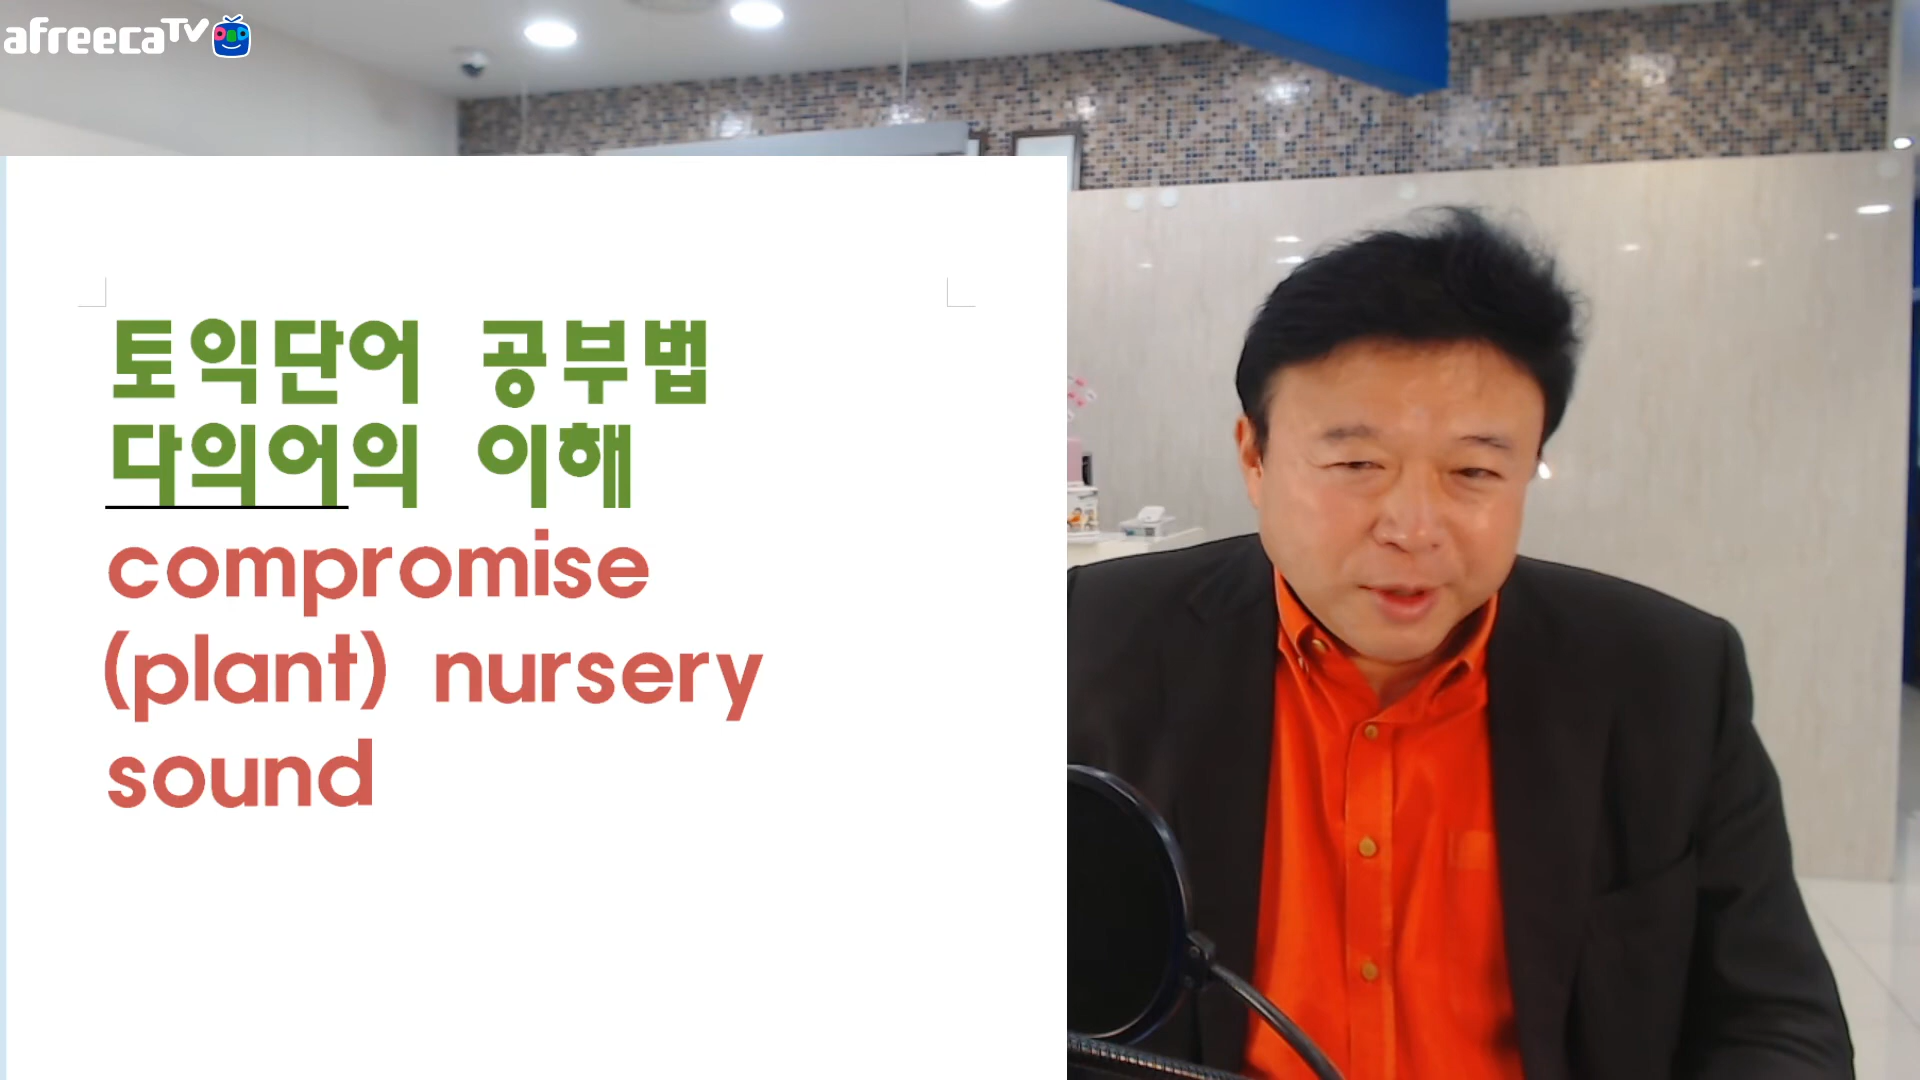 afreecaTV
토익단어 공부법
다의어의 이해
compromise
(plant) nursery
sound